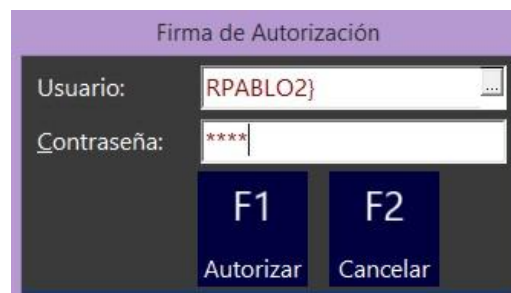 Firma de Autorización
Usuario: RPABLO2} ...
Contraseña: ****
F1 F2
Autorizar Cancelar